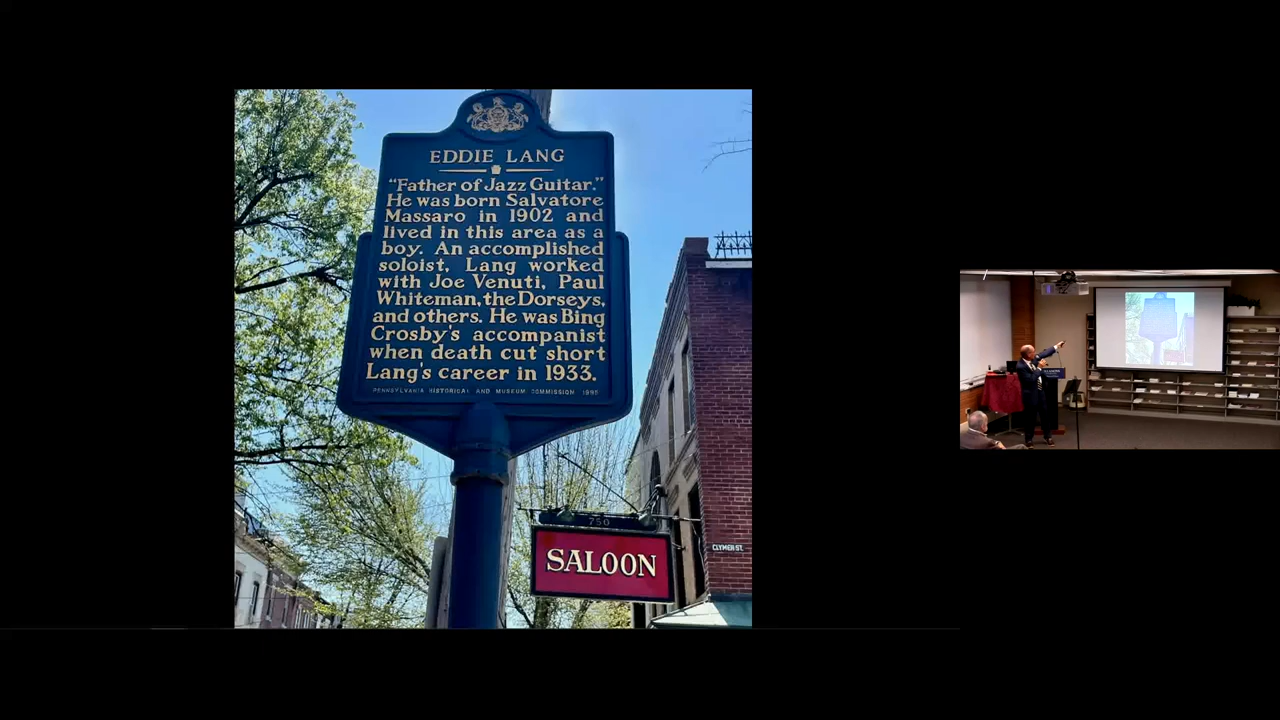 EDDIE LANG
“Father of Jazz Guitar.”
He was born Salvatore
Massaro in 1902 and
lived in this area as a
boy. An accomplished
soloist, Lang worked
with Joe Venuti, Paul
Whiteman, the Dorseys,
and others. He was Bing
Crosby's accompanist
when death cut short
Lang's career in 1933.
PENNSYLVANIA HISTORICAL AND MUSEUM COMMISSION 1995
750
SALOON
CLYMER ST.